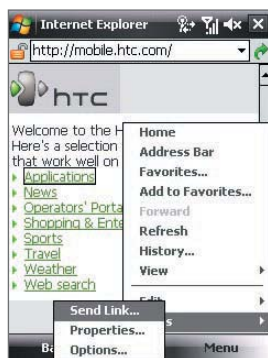 Internet Explorer
http://mobile.htc.com/
hTC
Welcome to the H
Here's a selection
that work well on
Applications
News
Operators' Porta
Shopping & Ente
Sports
Travel
Weather
Web search
Home
Address Bar
Favorites...
Add to Favorites...
Forward
Refresh
History...
View
Edit
s
Send Link...
Properties...
Options...
Ba
Menu